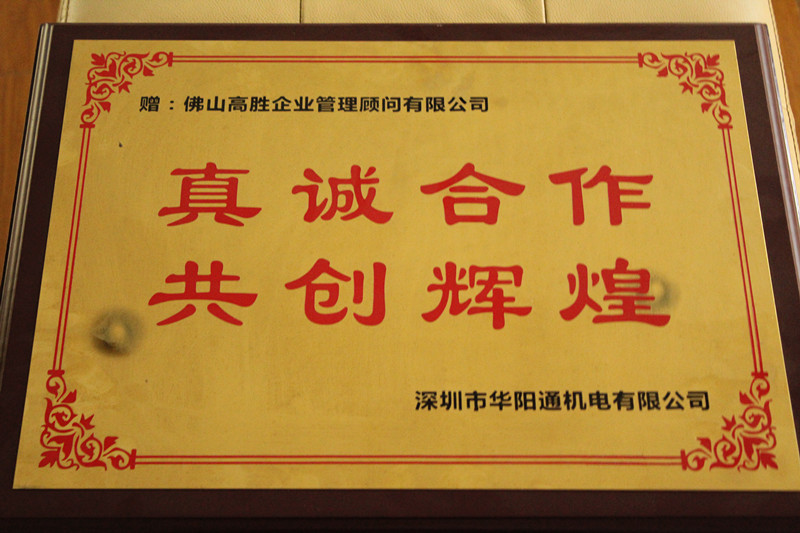 赠：佛山高胜企业管理顾问有限公司
真诚合作
共创辉煌
深圳市华阳通机电有限公司